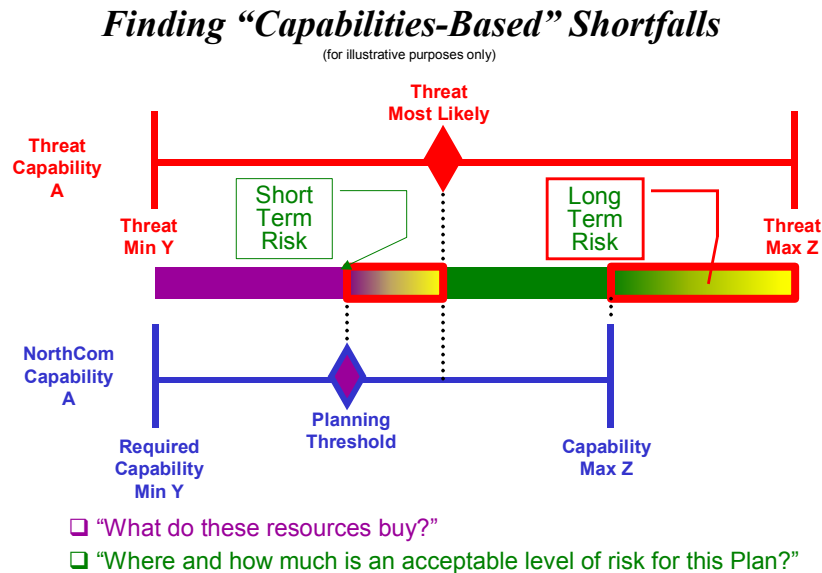 Finding “Capabilities-Based” Shortfalls
(for illustrative purposes only)
Threat
Most Likely
Threat
Capability
A
Short
Term
Risk
Long
Term
Risk
Threat
Min Y
Threat
Max Z
NorthCom
Capability
A
Planning
Threshold
Required
Capability
Min Y
Capability
Max Z
“What do these resources buy?”
“Where and how much is an acceptable level of risk for this Plan?”